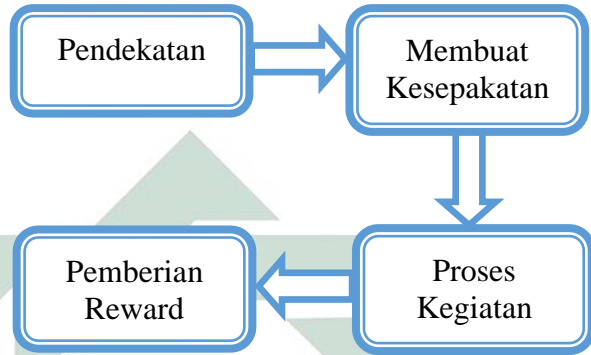 Pendekatan
Membuat
Kesepakatan
Proses
Kegiatan
Pemberian
Reward